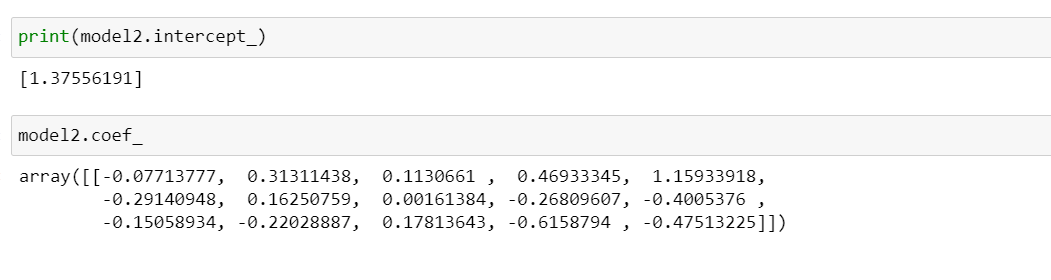 print(model2.intercept_)
[1.37556191]
model2.coef_
array([[-0.07713777,  0.31311438,  0.1130661 ,  0.46933345,  1.15933918,
        -0.29140948,  0.16250759,  0.00161384, -0.26809607, -0.4005376 ,
        -0.15058934, -0.22028887,  0.17813643, -0.6158794 , -0.47513225]])